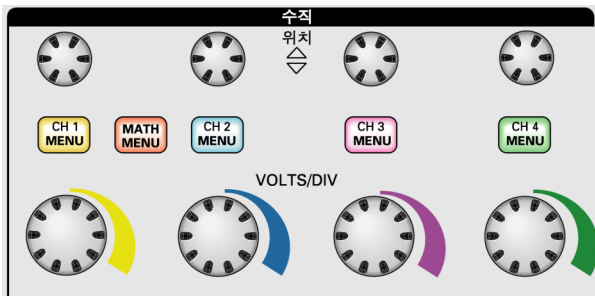 수직
위치
CH 1
MENU
MATH
MENU
CH 2
MENU
CH 3
MENU
CH 4
MENU
VOLTS/DIV